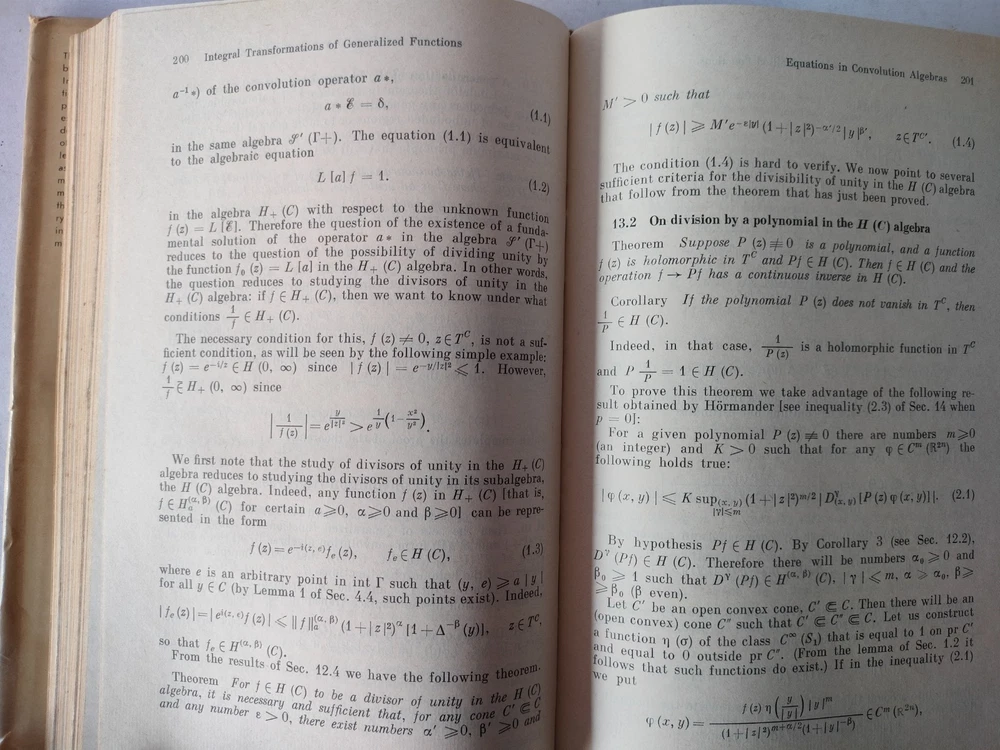 200 Integral Transformations of Generalized Functions
a⁻¹*) of the convolution operator a*,
a * ℰ = δ, (1.1)
in the same algebra 𝒮′ (Γ+). The equation (1.1) is equivalent
to the algebraic equation
L [a] f = 1. (1.2)
in the algebra H₊ (C) with respect to the unknown function
f (z) = L [ℰ]. Therefore the question of the existence of a funda-
mental solution of the operator a* in the algebra 𝒮′ (Γ+)
reduces to the question of the possibility of dividing unity by
the function f₀ (z) = L [a] in the H₊ (C) algebra. In other words,
the question reduces to studying the divisors of unity in the
H₊ (C) algebra: if f ∈ H₊ (C), then we want to know under what
conditions 1/f ∈ H₊ (C).
The necessary condition for this, f (z) ≠ 0, z ∈ Tᶜ, is not a suf-
ficient condition, as will be seen by the following simple example:
f (z) = e^{-i/z} ∈ H (0, ∞) since | f (z) | = e^{-y/|z|²} ⩽ 1. However,
1/f ∉ H₊ (0, ∞) since
| 1/f (z) | = e^{y/|z|²} > e^{1/y (1 − x²/y²)}.
We first note that the study of divisors of unity in the H₊ (C)
algebra reduces to studying the divisors of unity in its subalgebra,
the H (C) algebra. Indeed, any function f (z) in H₊ (C) [that is,
f ∈ H_a^{(α, β)} (C) for certain a⩾0, α⩾0 and β⩾0] can be repre-
sented in the form
f (z) = e^{-i(z, e)} f_e (z), f_e ∈ H (C), (1.3)
where e is an arbitrary point in int Γ such that (y, e) ⩾ a | y |
for all y ∈ C (by Lemma 1 of Sec. 4.4, such points exist). Indeed,
| f_e (z) | = | e^{i(z, e)} f (z) | ⩽ ‖ f ‖_a^{(α, β)} (1 + | z |²)^α [1 + Δ^{-β} (y)], z ∈ Tᶜ,
so that f_e ∈ H^{(α, β)} (C).
From the results of Sec. 12.4 we have the following theorem.
Theorem For f ∈ H (C) to be a divisor of unity in the H (C)
algebra, it is necessary and sufficient that, for any cone C′ ⋐ C
and any number ε > 0, there exist numbers α′ ⩾ 0, β′ ⩾ 0 and
Equations in Convolution Algebras 201
M′ > 0 such that
| f (z) | ⩾ M′e^{-ε|y|} (1 + | z |²)^{-α′/2} | y |^{β′}, z ∈ T^{C′}. (1.4)
The condition (1.4) is hard to verify. We now point to several
sufficient criteria for the divisibility of unity in the H (C) algebra
that follow from the theorem that has just been proved.
13.2 On division by a polynomial in the H (C) algebra
Theorem Suppose P (z) ≢ 0 is a polynomial, and a function
f (z) is holomorphic in Tᶜ and Pf ∈ H (C). Then f ∈ H (C) and the
operation f → Pf has a continuous inverse in H (C).
Corollary If the polynomial P (z) does not vanish in Tᶜ, then
1/P ∈ H (C).
Indeed, in that case, 1/P (z) is a holomorphic function in Tᶜ
and P 1/P = 1 ∈ H (C).
To prove this theorem we take advantage of the following re-
sult obtained by Hörmander [see inequality (2.3) of Sec. 14 when
p = 0]:
For a given polynomial P (z) ≢ 0 there are numbers m⩾0
(an integer) and K > 0 such that for any φ ∈ Cᵐ (ℝ²ⁿ) the
following holds true:
| φ (x, y) | ⩽ K sup_{(x, y) |γ|⩽m} (1 + | z |²)^{m/2} | D^γ_{(x, y)} [P (z) φ (x, y)] |. (2.1)
By hypothesis Pf ∈ H (C). By Corollary 3 (see Sec. 12.2),
D^γ (Pf) ∈ H (C). Therefore there will be numbers α₀ ⩾ 0 and
β₀ ⩾ 1 such that D^γ (Pf) ∈ H^{(α, β)} (C), | γ | ⩽ m, α ⩾ α₀, β⩾
⩾β₀ (β even).
Let C′ be an open convex cone, C′ ⋐ C. Then there will be an
(open convex) cone C″ such that C′ ⋐ C″ ⋐ C. Let us construct
a function η (σ) of the class C^∞ (S₁) that is equal to 1 on pr C′
and equal to 0 outside pr C″. (From the lemma of Sec. 1.2 it
follows that such functions do exist.) If in the inequality (2.1)
we put
φ (x, y) = f (z) η (y/|y|) | y |^m / (1 + | z |²)^{m+α/2} (1 + | y |^{-β}) ∈ Cᵐ (ℝ²ⁿ),